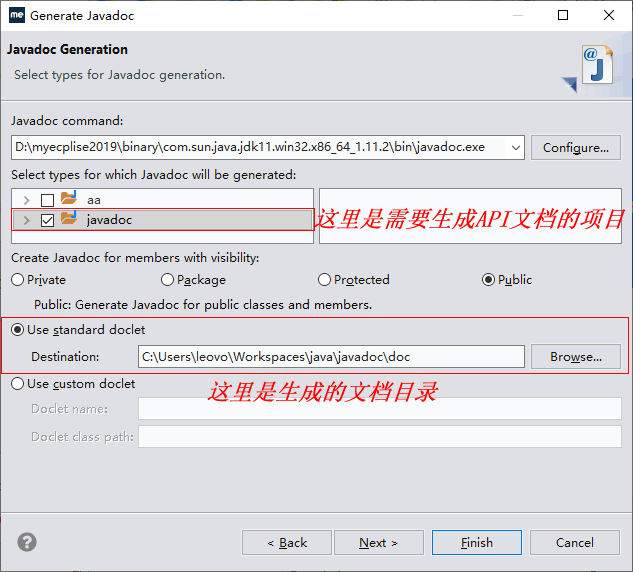 me Generate Javadoc
Javadoc Generation
Select types for Javadoc generation.
@ J
Javadoc command:
D:\myecplise2019\binary\com.sun.java.jdk11.win32.x86_64_1.11.2\bin\javadoc.exe
Configure...
Select types for which Javadoc will be generated:
aa
javadoc
这里是需要生成API文档的项目
Create Javadoc for members with visibility:
Private Package Protected Public
Public: Generate Javadoc for public classes and members.
Use standard doclet
Destination: C:\Users\leovo\Workspaces\java\javadoc\doc Browse...
Use custom doclet
这里是生成的文档目录
Doclet name:
Doclet class path:
? < Back Next > Finish Cancel